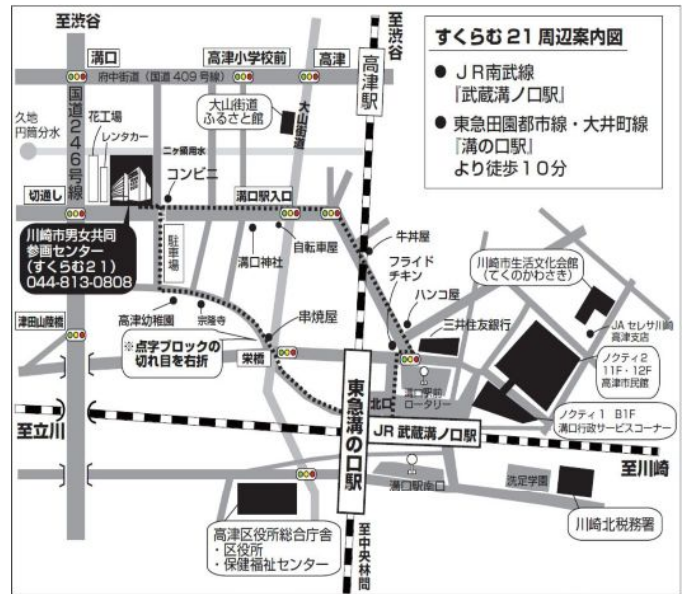 至渋谷
至渋谷
溝口
高津小学校前
高津
府中街道（国道409号線）
国道246号線
久地
円筒分水
花工場
レンタカー
大山街道
ふるさと館
大山街道
高津駅
すくらむ21周辺案内図
● JR南武線
『武蔵溝ノ口駅』
● 東急田園都市線・大井町線
『溝の口駅』
より徒歩10分
二ヶ領用水
コンビニ
切通し
溝口駅入口
川崎市男女共同
参画センター
(すくらむ21)
044-813-0808
駐車場
溝口神社
自転車屋
牛丼屋
フライド
チキン
ハンコ屋
三井住友銀行
川崎市生活文化会館
(てくのかわさき)
JAセレサ川崎
高津支店
津田山陸橋
高津幼稚園
宗隆寺
串焼屋
※点字ブロックの
切れ目を右折
栄橋
ノクティ2
11F・12F
高津市民館
溝口駅前
ロータリー
北口
ノクティ1 B1F
溝口行政サービスコーナー
至立川
東急溝の口駅
JR武蔵溝ノ口駅
至川崎
溝口駅南口
洗足学園
川崎北税務署
高津区役所総合庁舎
・区役所
・保健福祉センター
至中央林間